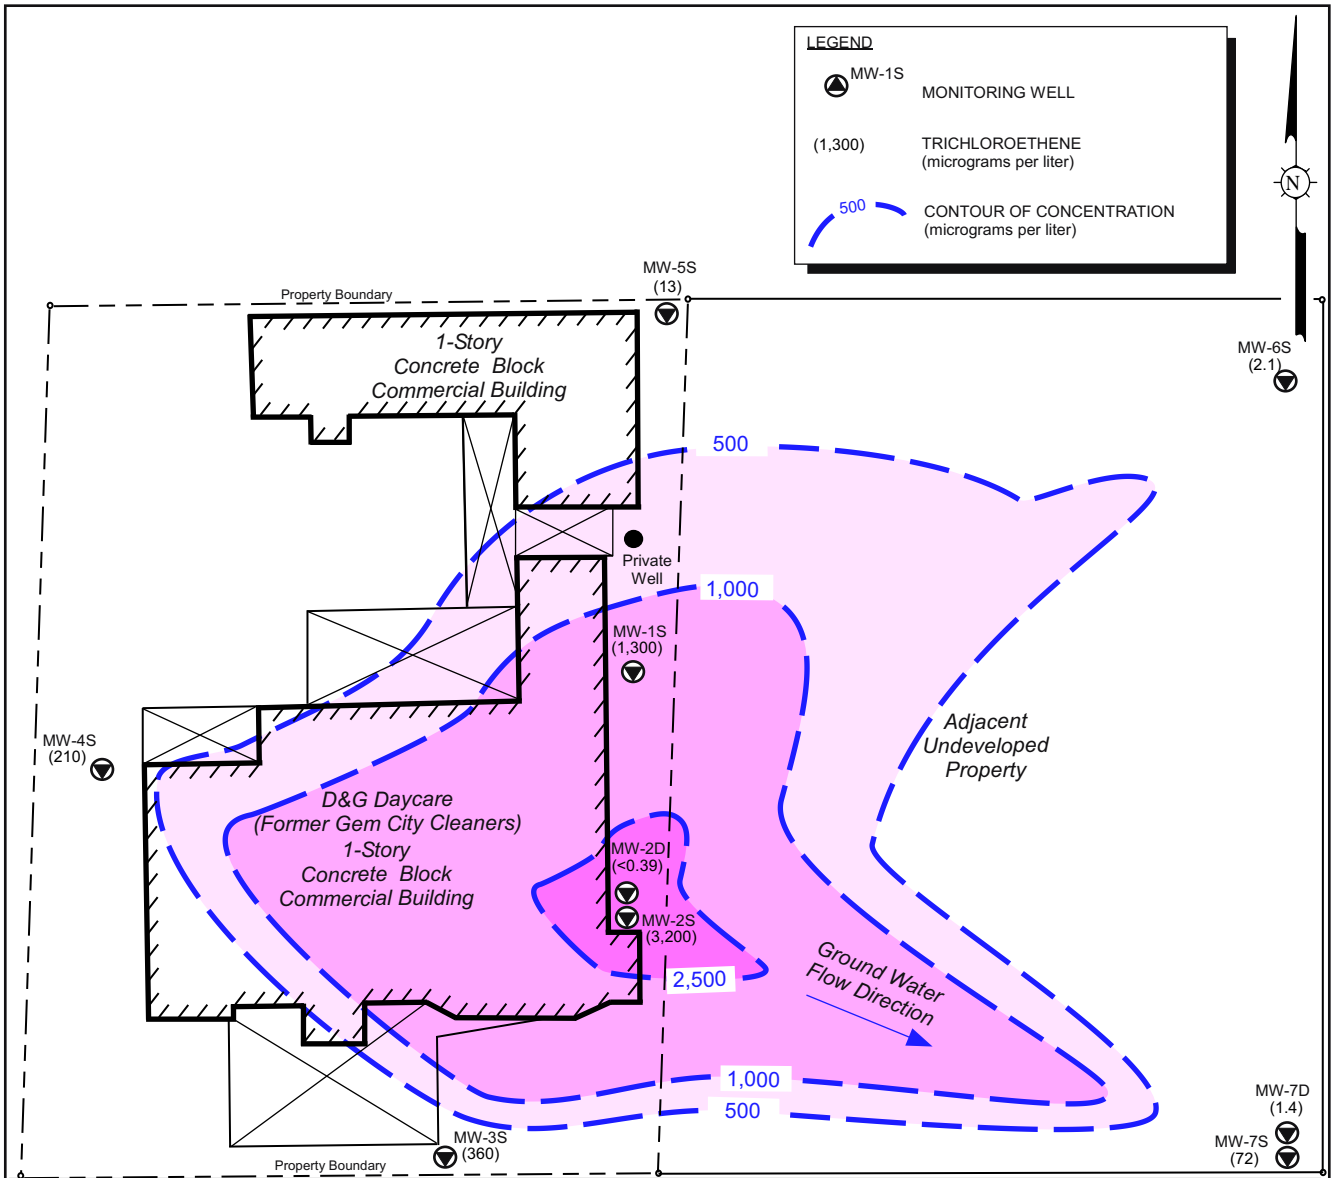 LEGEND
MW-1S
MONITORING WELL
(1,300)
TRICHLOROETHENE
(micrograms per liter)
500
CONTOUR OF CONCENTRATION
(micrograms per liter)
N
MW-5S
(13)
Property Boundary
MW-6S
(2.1)
1-Story
Concrete Block
Commercial Building
500
Private
Well
1,000
MW-1S
(1,300)
MW-4S
(210)
Adjacent
Undeveloped
Property
D&G Daycare
(Former Gem City Cleaners)
1-Story
Concrete Block
Commercial Building
MW-2D
(<0.39)
MW-2S
(3,200)
2,500
Ground Water
Flow Direction
1,000
500
MW-7D
(1.4)
MW-7S
(72)
MW-3S
(360)
Property Boundary